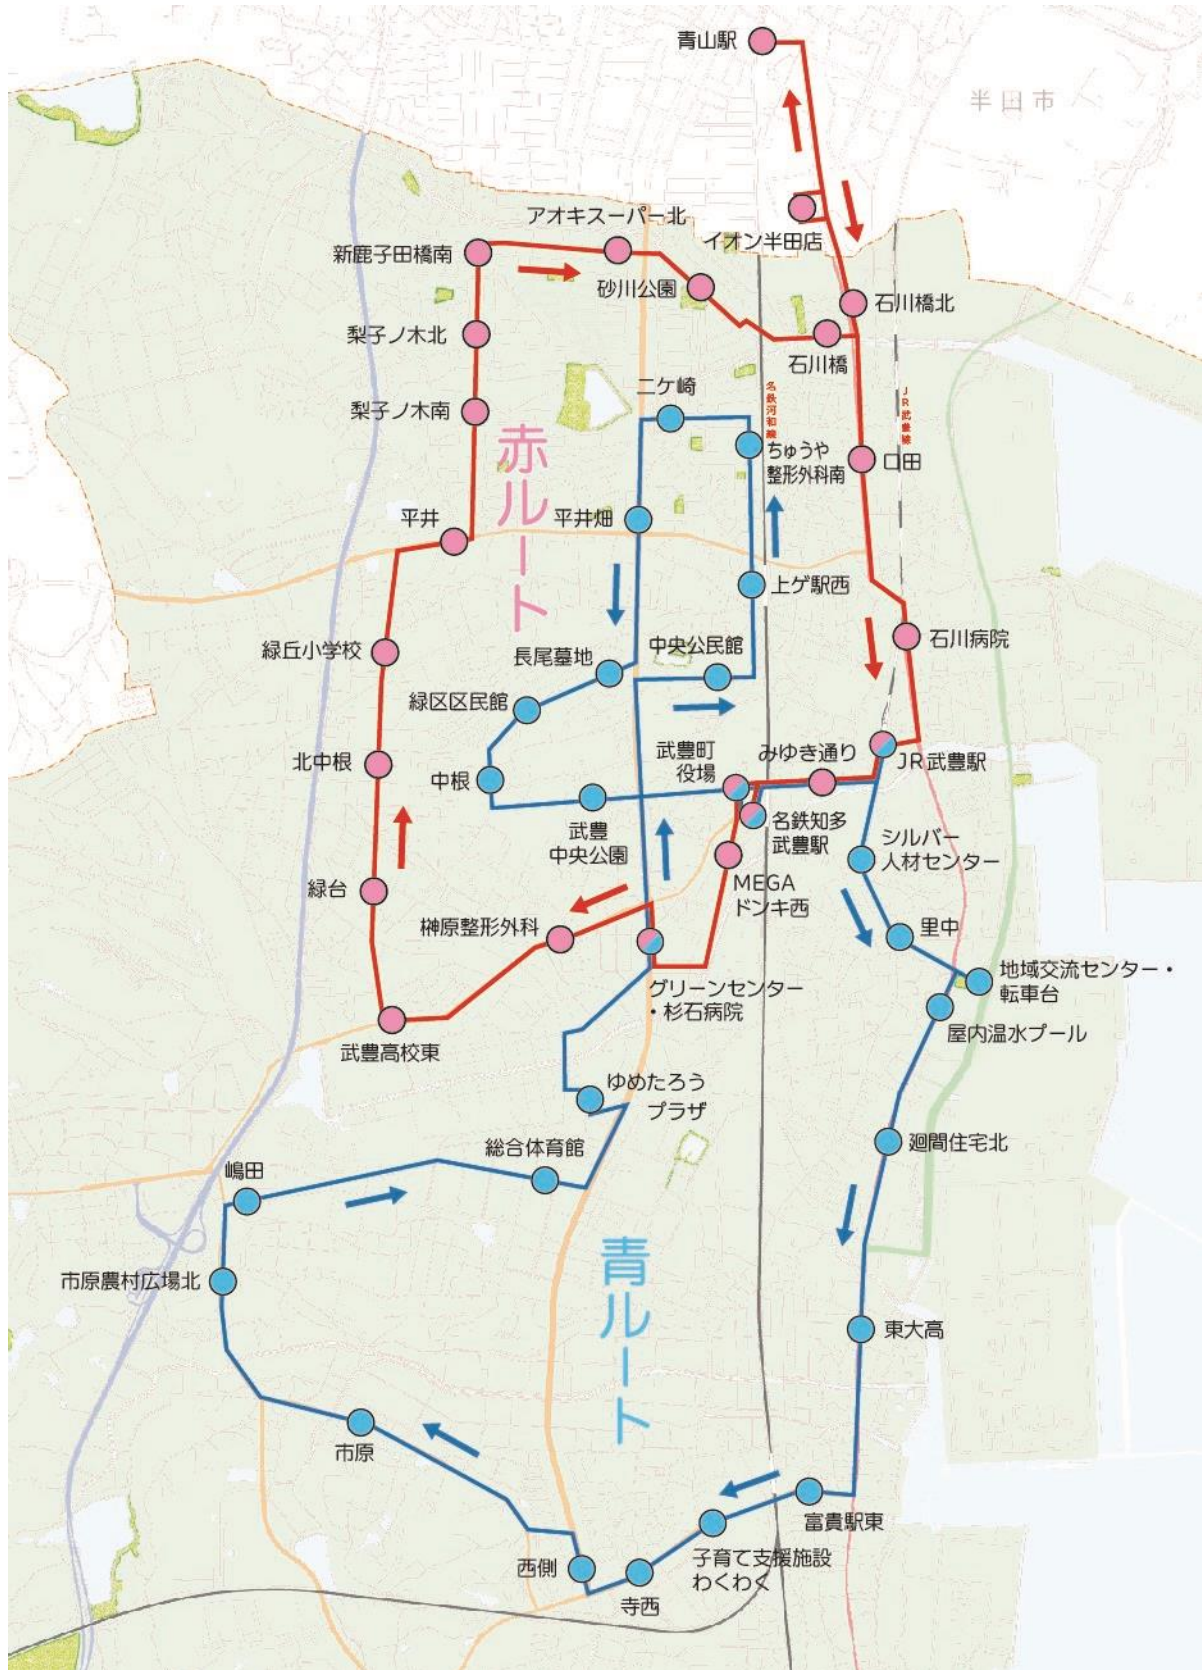 青山駅
半田市
アオキスーパー北
イオン半田店
新鹿子田橋南
砂川公園
石川橋北
梨子ノ木北
石川橋
二ケ崎
名鉄河和線
JR武豊線
梨子ノ木南
赤ルート
ちゅうや
整形外科南
口田
平井
平井畑
上ゲ駅西
緑丘小学校
長尾墓地
中央公民館
石川病院
緑区区民館
北中根
武豊町
役場
みゆき通り
JR武豊駅
中根
武豊
中央公園
名鉄知多
武豊駅
シルバー
人材センター
緑台
MEGA
ドンキ西
榊原整形外科
里中
グリーンセンター
・杉石病院
地域交流センター・
転車台
屋内温水プール
武豊高校東
ゆめたろう
プラザ
総合体育館
廻間住宅北
嶋田
市原農村広場北
青ルート
東大高
市原
富貴駅東
西側
子育て支援施設
わくわく
寺西